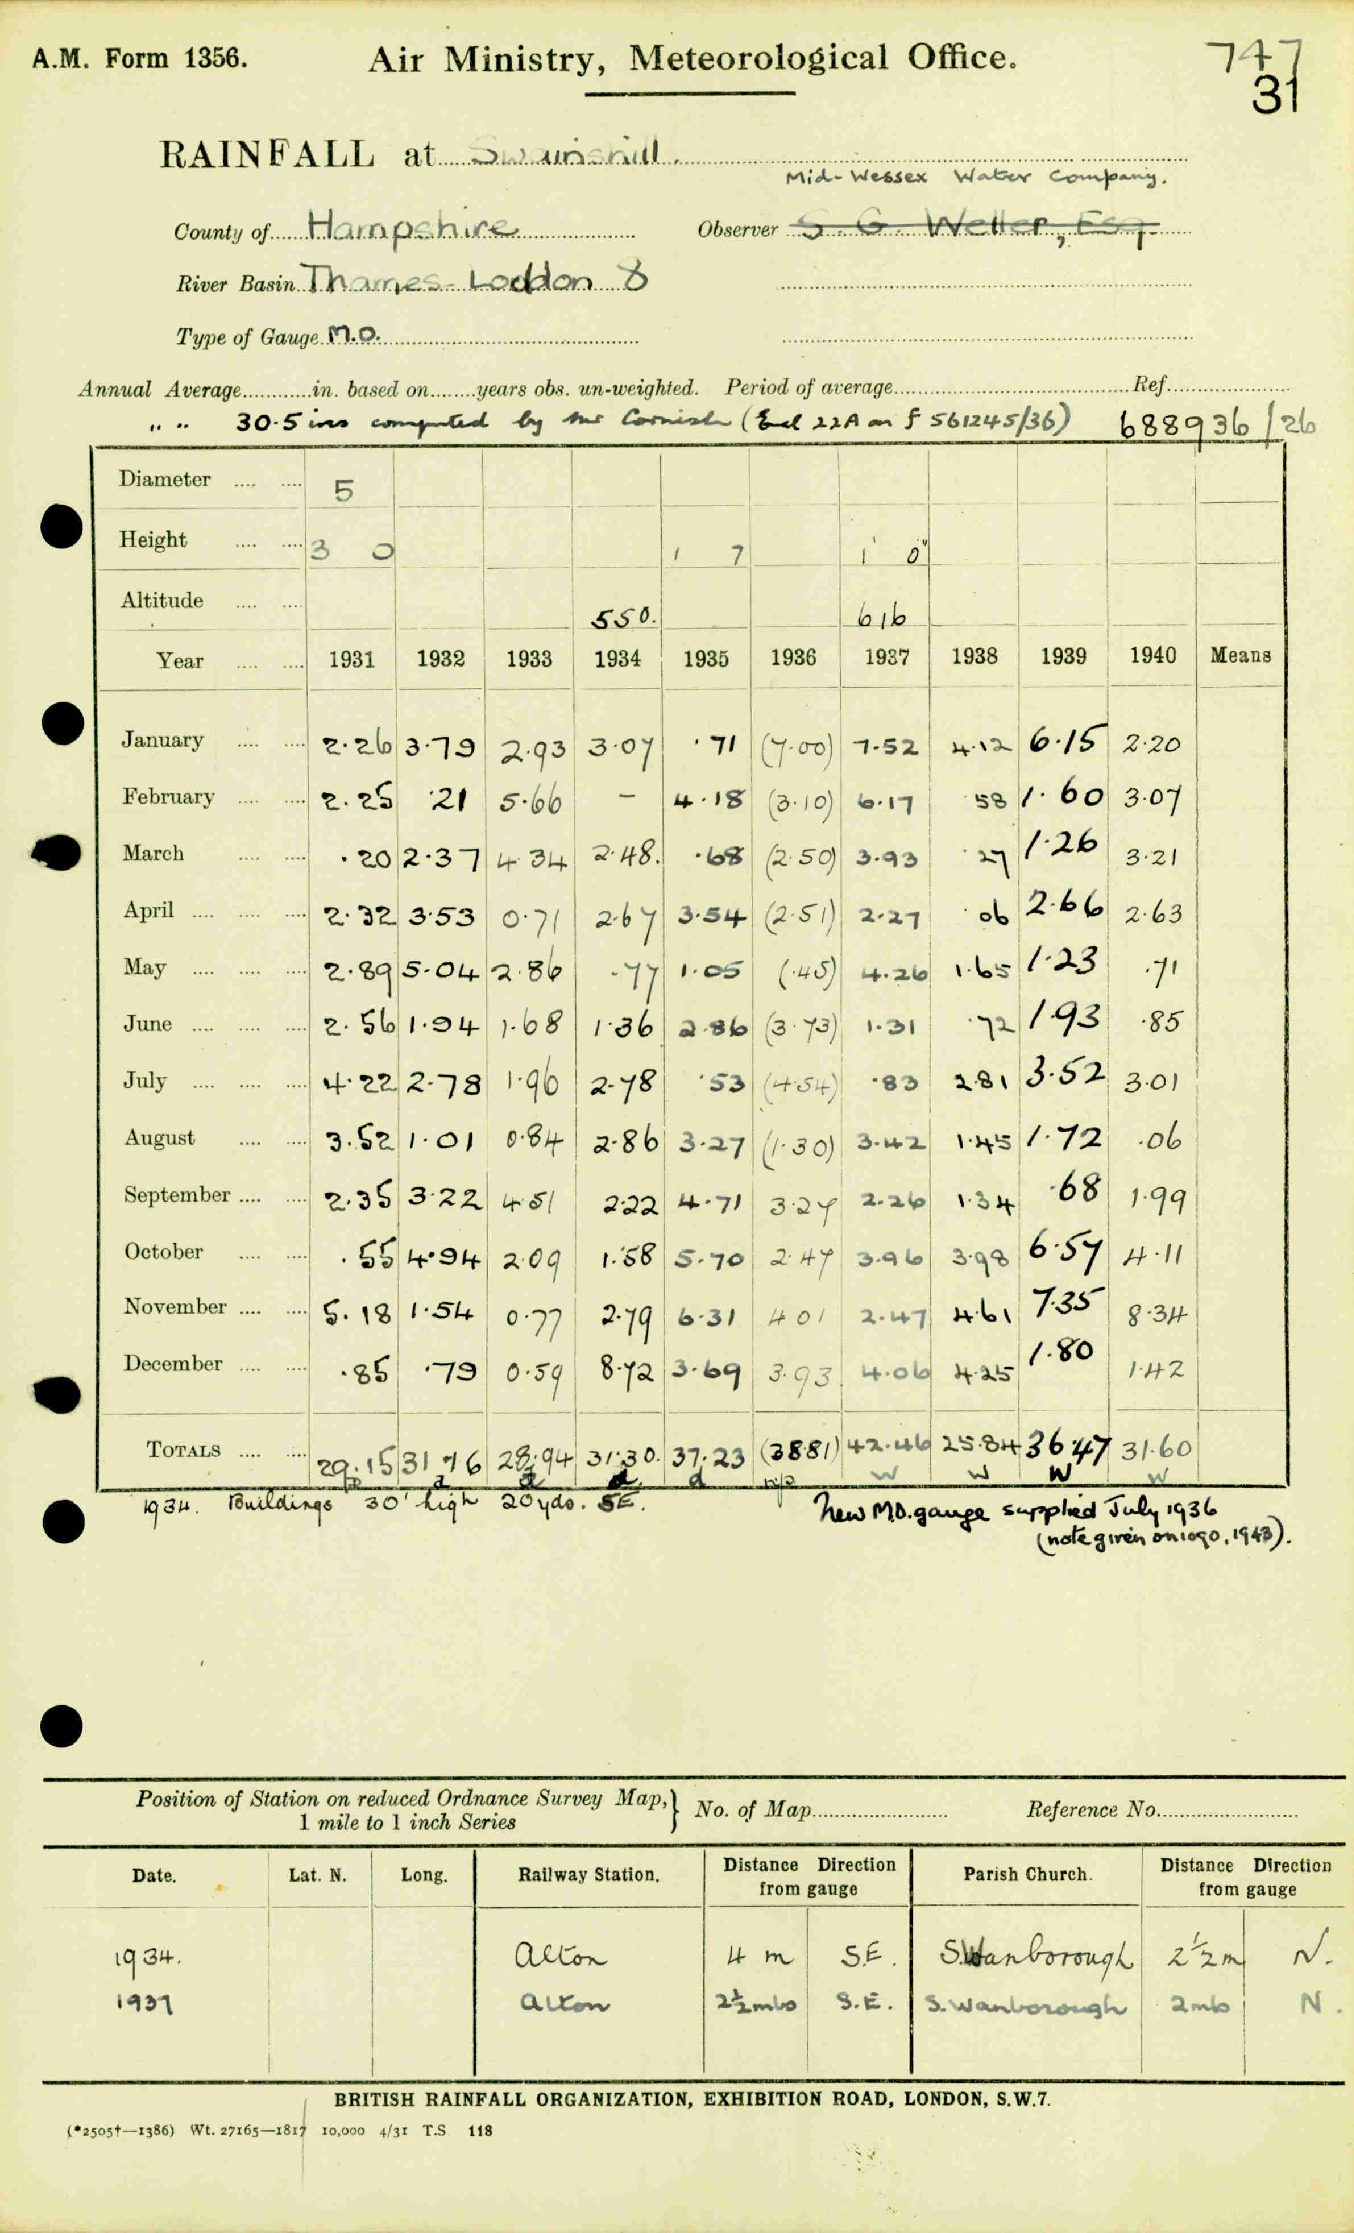 A.M. Form 1356.
Air Ministry, Meteorological Office.
747
31
RAINFALL at Swainshill.
Mid-Wessex Water Company.
County of Hampshire Observer S. G. Weller, Esq.
River Basin Thames-Loddon 8
Type of Gauge M.O.
Annual Average in. based on years obs. un-weighted. Period of average Ref.
" " 30.5 ins computed by Mr Cornish (Encl 22A on f 561245/36) 688936/26
Diameter 5
Height 3 0 1 7 1' 0"
Altitude 550. 616
Year 1931 1932 1933 1934 1935 1936 1937 1938 1939 1940 Means
January 2.26 3.79 2.93 3.07 .71 (7.00) 7.52 4.12 6.15 2.20
February 2.25 .21 5.66 – 4.18 (3.10) 6.17 .58 1.60 3.07
March .20 2.37 4.34 2.48. .68 (2.50) 3.93 .27 1.26 3.21
April 2.32 3.53 0.71 2.67 3.54 (2.51) 2.27 .06 2.66 2.63
May 2.89 5.04 2.86 .77 1.05 (.45) 4.26 1.65 1.23 .71
June 2.56 1.94 1.68 1.36 2.86 (3.73) 1.31 .72 1.93 .85
July 4.22 2.78 1.96 2.78 .53 (4.54) .83 2.81 3.52 3.01
August 3.52 1.01 0.84 2.86 3.27 (1.30) 3.42 1.45 1.72 .06
September 2.35 3.22 4.51 2.22 4.71 3.27 2.26 1.34 .68 1.99
October .55 4.94 2.09 1.58 5.70 2.47 3.96 3.98 6.57 4.11
November 5.18 1.54 0.77 2.79 6.31 4.01 2.47 4.61 7.35 8.34
December .85 .79 0.59 8.72 3.69 3.93 4.06 4.25 1.80 1.42
TOTALS 29.15 31.16 28.94 31.30. 37.23 (38.81) 42.46 25.84 36.47 31.60
d d d d W W W W
1934. Buildings 30' high 20yds. SE.
New M.O. gauge supplied July 1936
(note given on 1090, 1943).
Position of Station on reduced Ordnance Survey Map,
1 mile to 1 inch Series
No. of Map Reference No.
Date. Lat. N. Long. Railway Station. Distance Direction from gauge Parish Church. Distance Direction from gauge
1934. Alton 4 m S.E. S.Wanborough 2½m N.
1937 Alton 2½mls S.E. S.Wanborough 2mls N.
BRITISH RAINFALL ORGANIZATION, EXHIBITION ROAD, LONDON, S.W.7.
(*2505†—1386) Wt. 27165—1817 10,000 4/31 T.S. 118